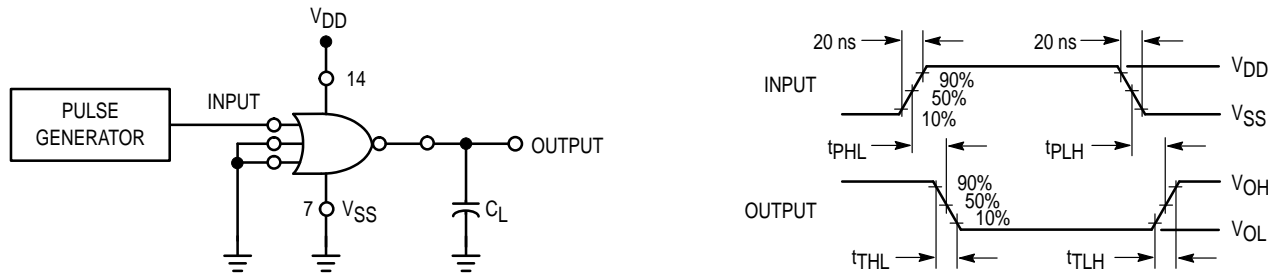 VDD
14
PULSE
GENERATOR
INPUT
OUTPUT
7
VSS
CL
20 ns
20 ns
INPUT
90%
50%
10%
VDD
VSS
tPHL
tPLH
OUTPUT
90%
50%
10%
VOH
VOL
tTHL
tTLH